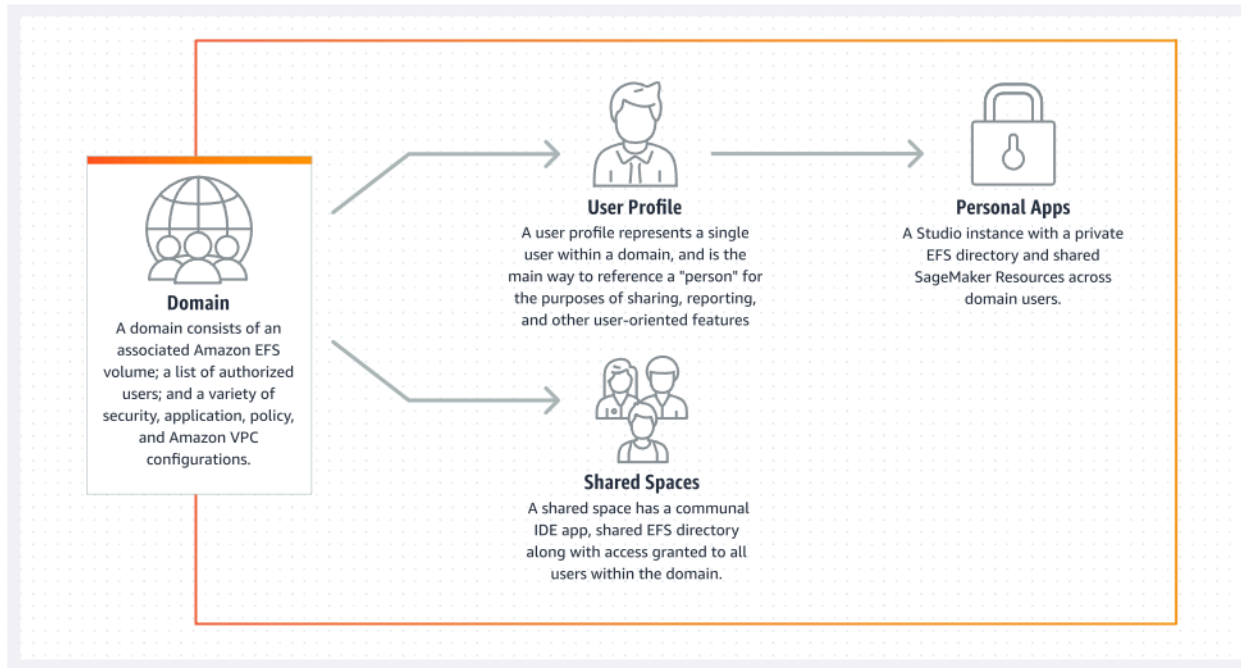 Domain
A domain consists of an
associated Amazon EFS
volume; a list of authorized
users; and a variety of
security, application, policy,
and Amazon VPC
configurations.
User Profile
A user profile represents a single
user within a domain, and is the
main way to reference a "person" for
the purposes of sharing, reporting,
and other user-oriented features
Personal Apps
A Studio instance with a private
EFS directory and shared
SageMaker Resources across
domain users.
Shared Spaces
A shared space has a communal
IDE app, shared EFS directory
along with access granted to all
users within the domain.